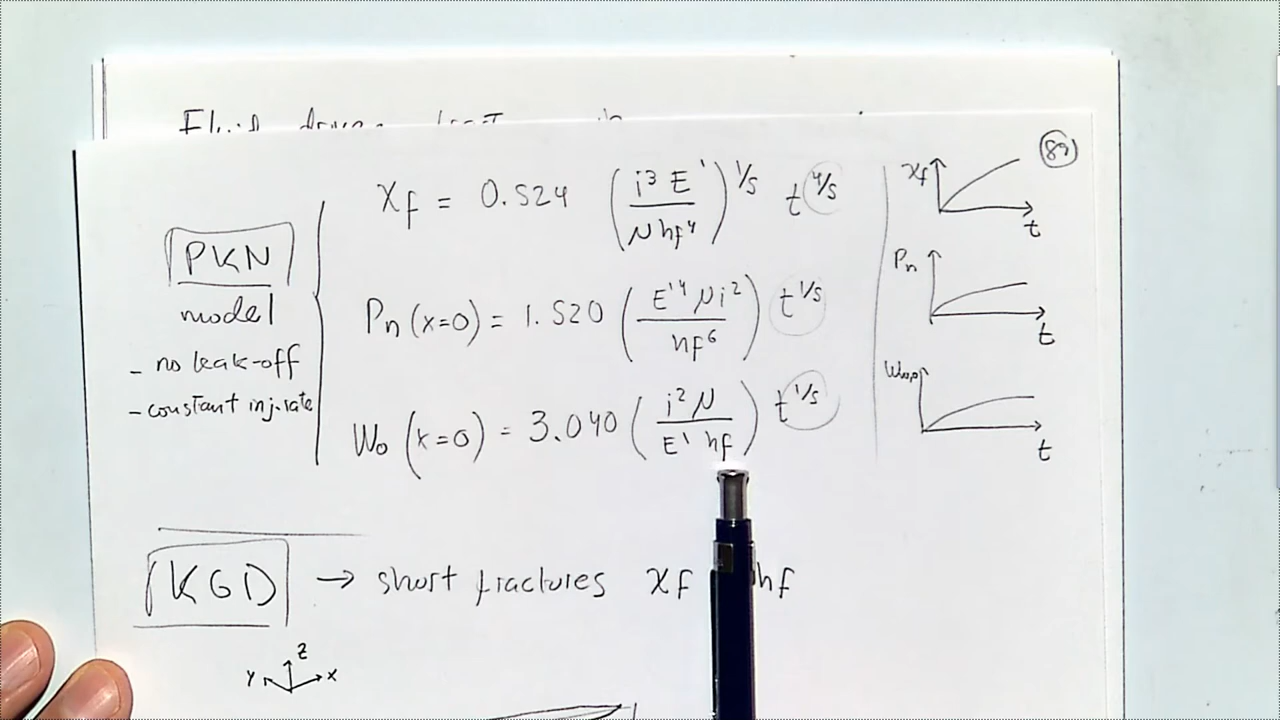 89
PKN
model
- no leak-off
- constant inj. rate
xf = 0.524 (i³ E' / μ hf⁴)^1/5 t^4/5
Pn (x=0) = 1.520 (E'⁴ μ i² / hf⁶) t^1/5
Wo (x=0) = 3.040 (i² μ / E' hf) t^1/5
xf
t
Pn
t
t
KGD → short fractures xf hf
z
y x